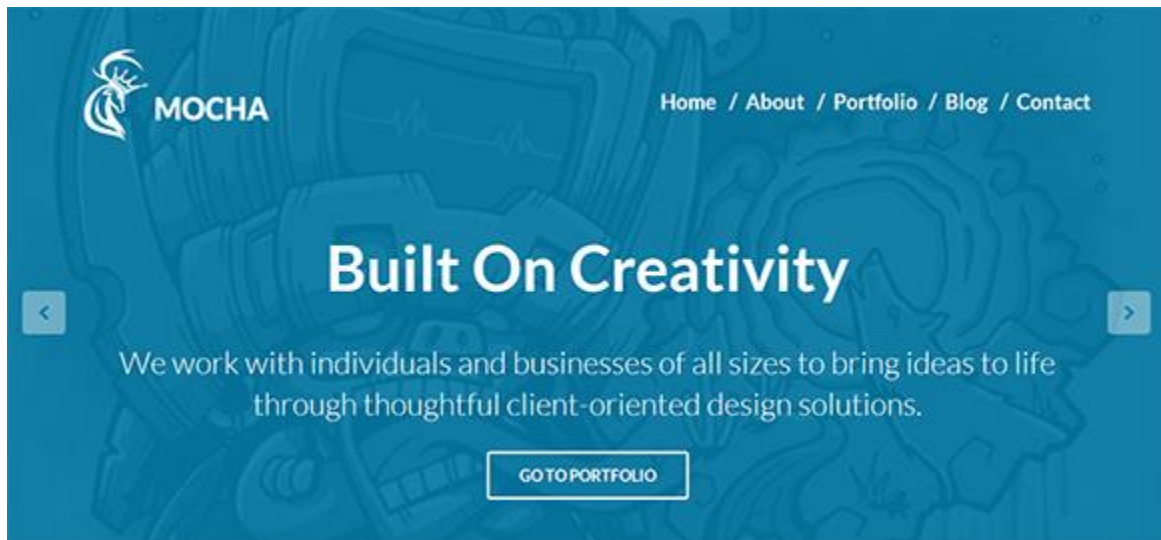 MOCHA
Home / About / Portfolio / Blog / Contact
Built On Creativity
We work with individuals and businesses of all sizes to bring ideas to life
through thoughtful client-oriented design solutions.
GO TO PORTFOLIO